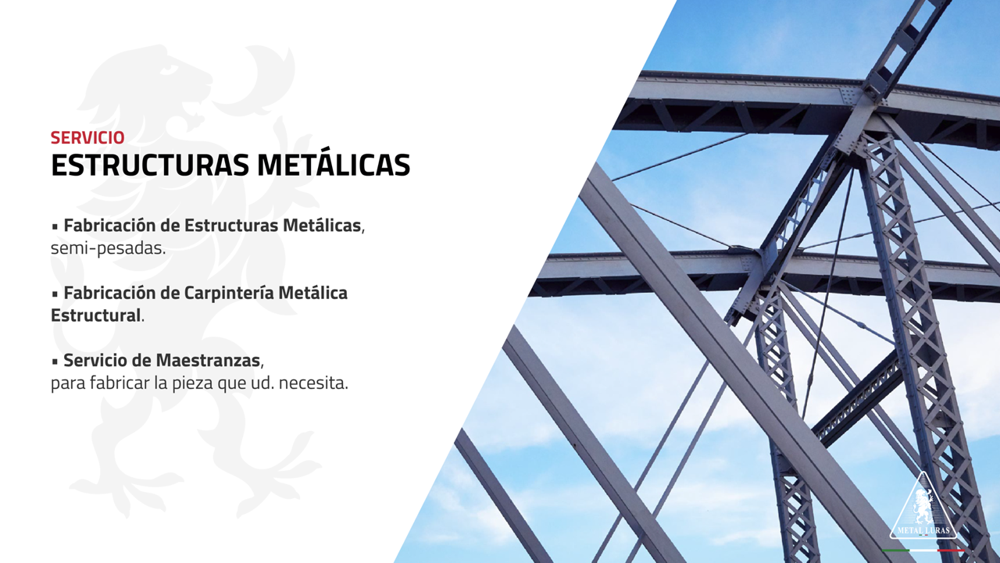 SERVICIO
ESTRUCTURAS METÁLICAS
▪ Fabricación de Estructuras Metálicas,
semi-pesadas.
▪ Fabricación de Carpintería Metálica
Estructural.
▪ Servicio de Maestranzas,
para fabricar la pieza que ud. necesita.
METAL LURAS